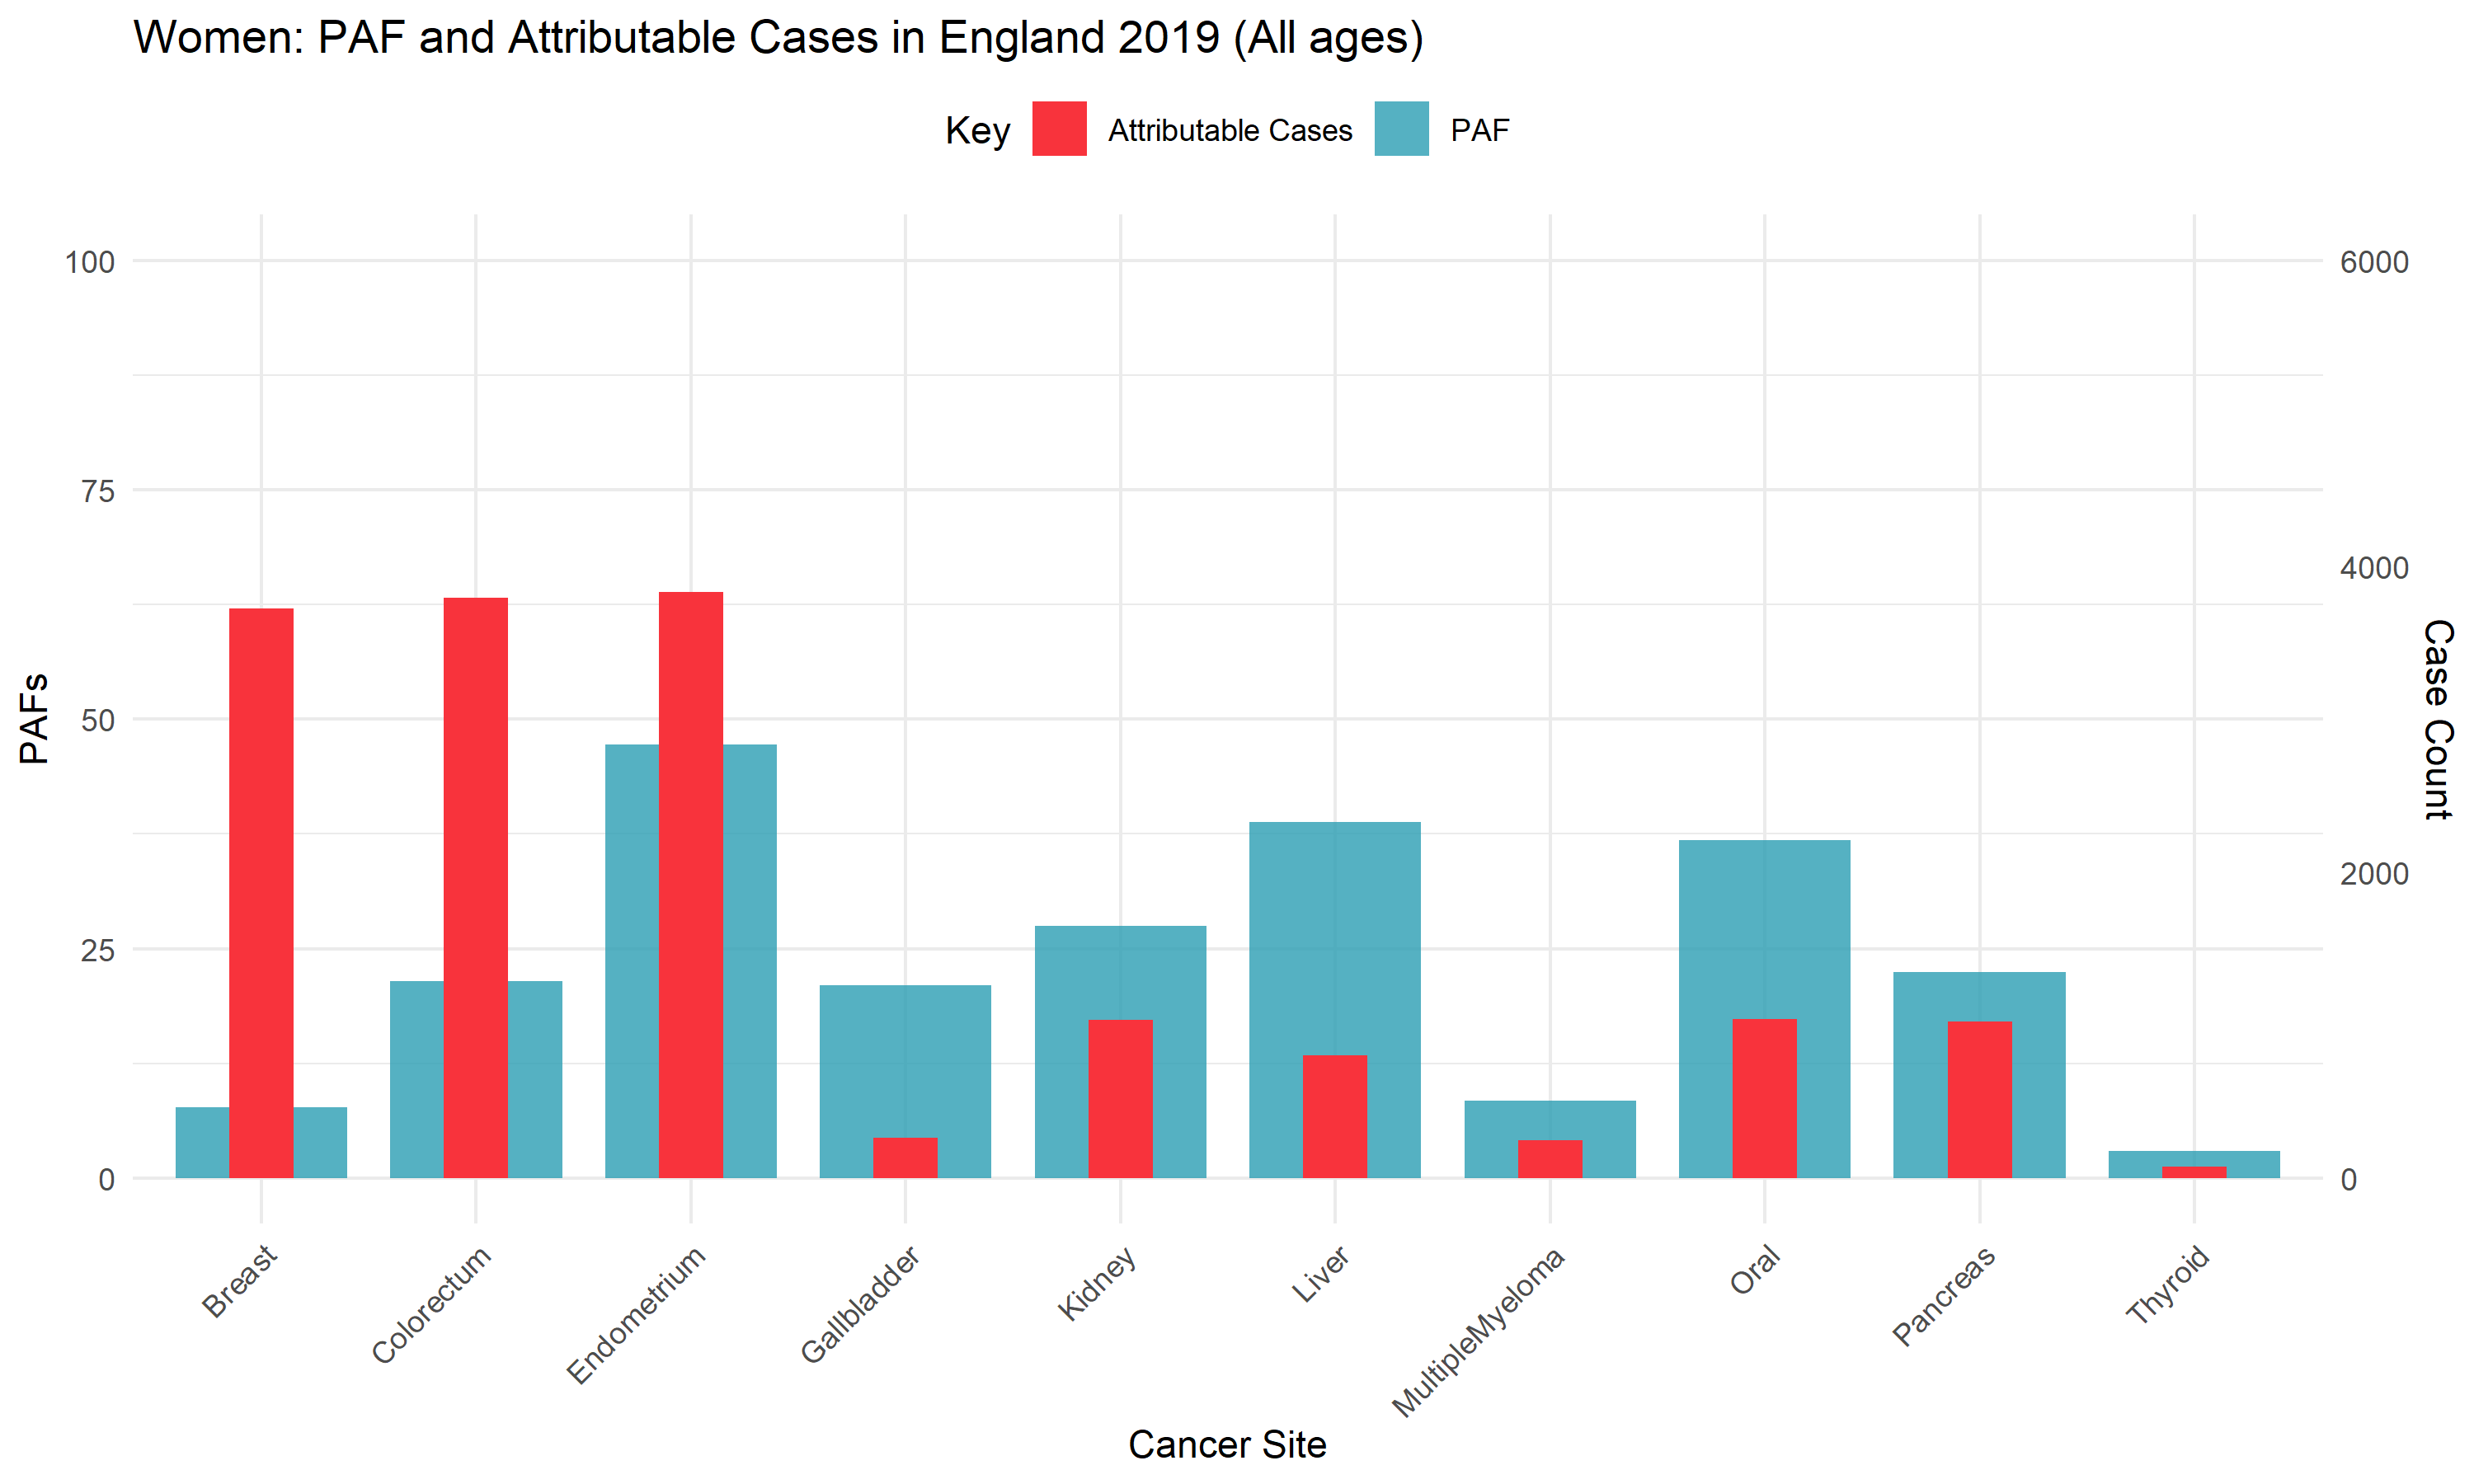 Women: PAF and Attributable Cases in England 2019 (All ages)
Key Attributable Cases PAF
100
75
50
25
0
PAFs
6000
4000
2000
0
Case Count
Breast
Colorectum
Endometrium
Gallbladder
Kidney
Liver
MultipleMyeloma
Oral
Pancreas
Thyroid
Cancer Site